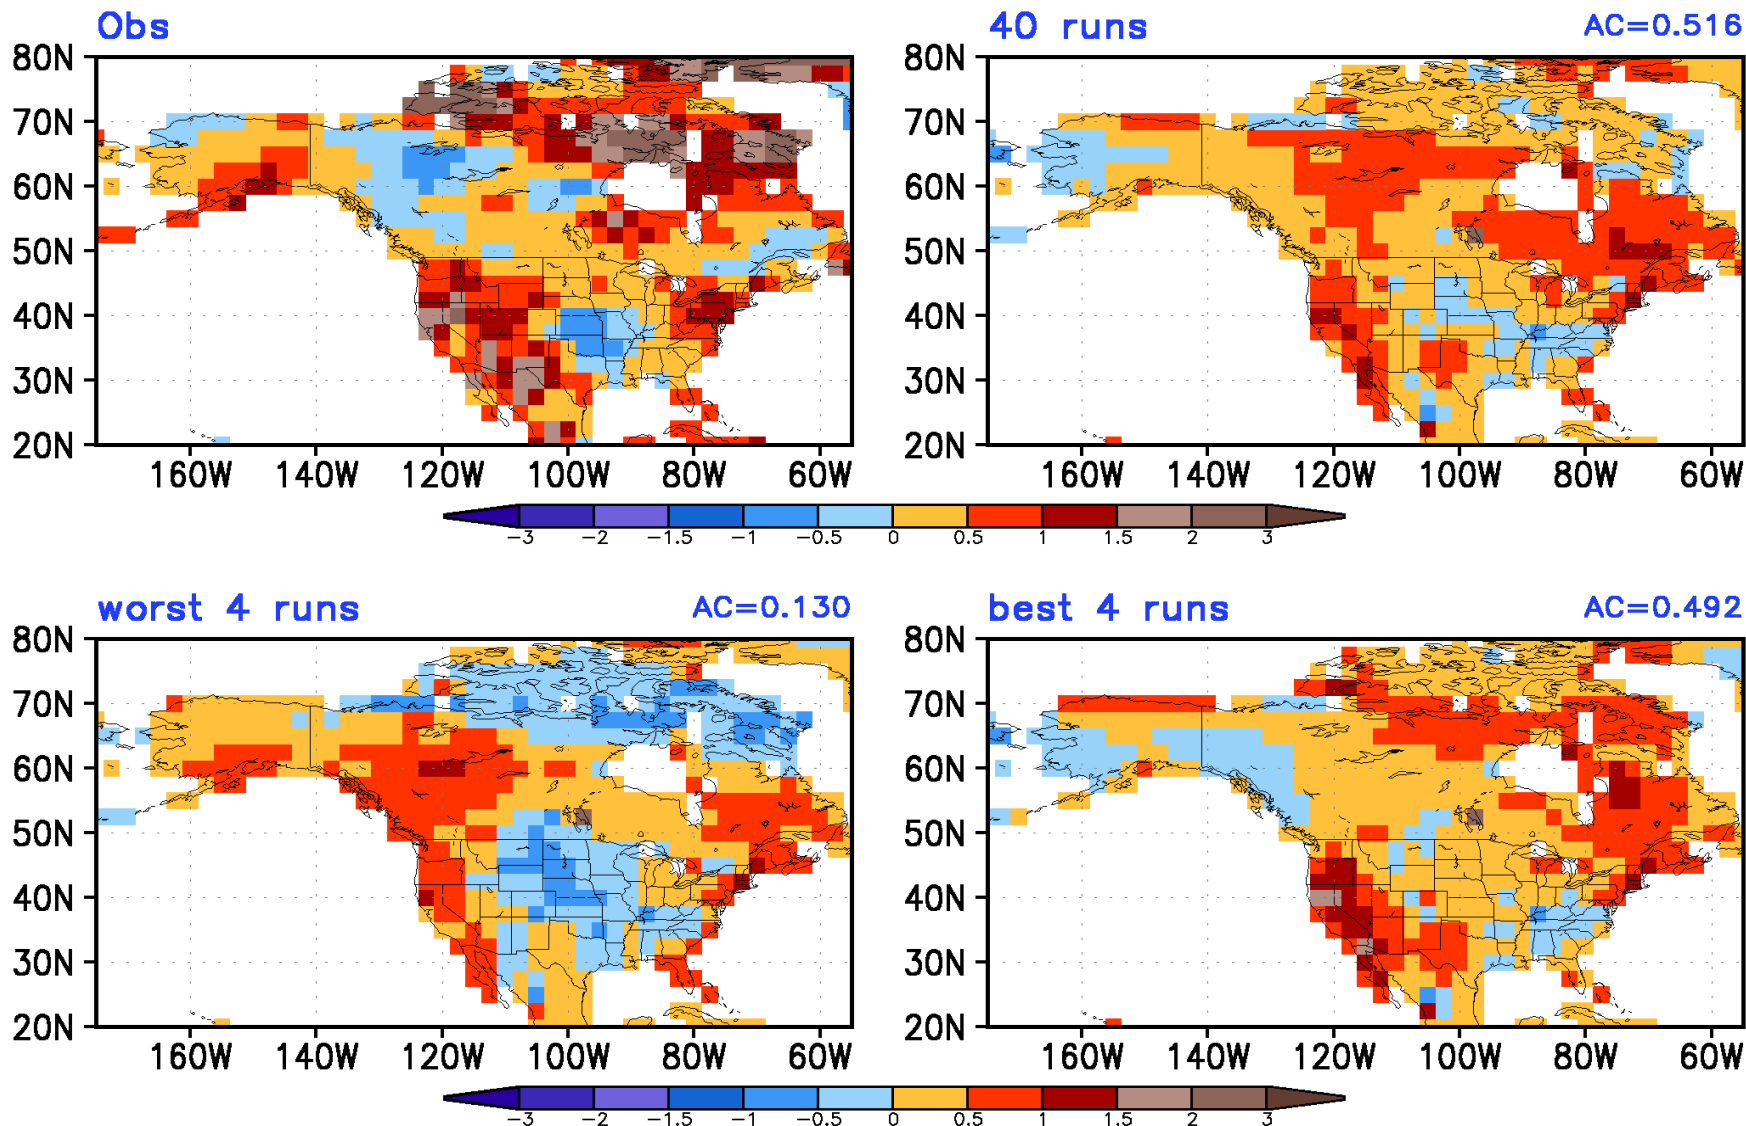 Obs
40 runs AC=0.516
80N 80N
70N 70N
60N 60N
50N 50N
40N 40N
30N 30N
20N 20N
160W 140W 120W 100W 80W 60W 160W 140W 120W 100W 80W 60W
-3 -2 -1.5 -1 -0.5 0 0.5 1 1.5 2 3
worst 4 runs AC=0.130
best 4 runs AC=0.492
80N 80N
70N 70N
60N 60N
50N 50N
40N 40N
30N 30N
20N 20N
160W 140W 120W 100W 80W 60W 160W 140W 120W 100W 80W 60W
-3 -2 -1.5 -1 -0.5 0 0.5 1 1.5 2 3